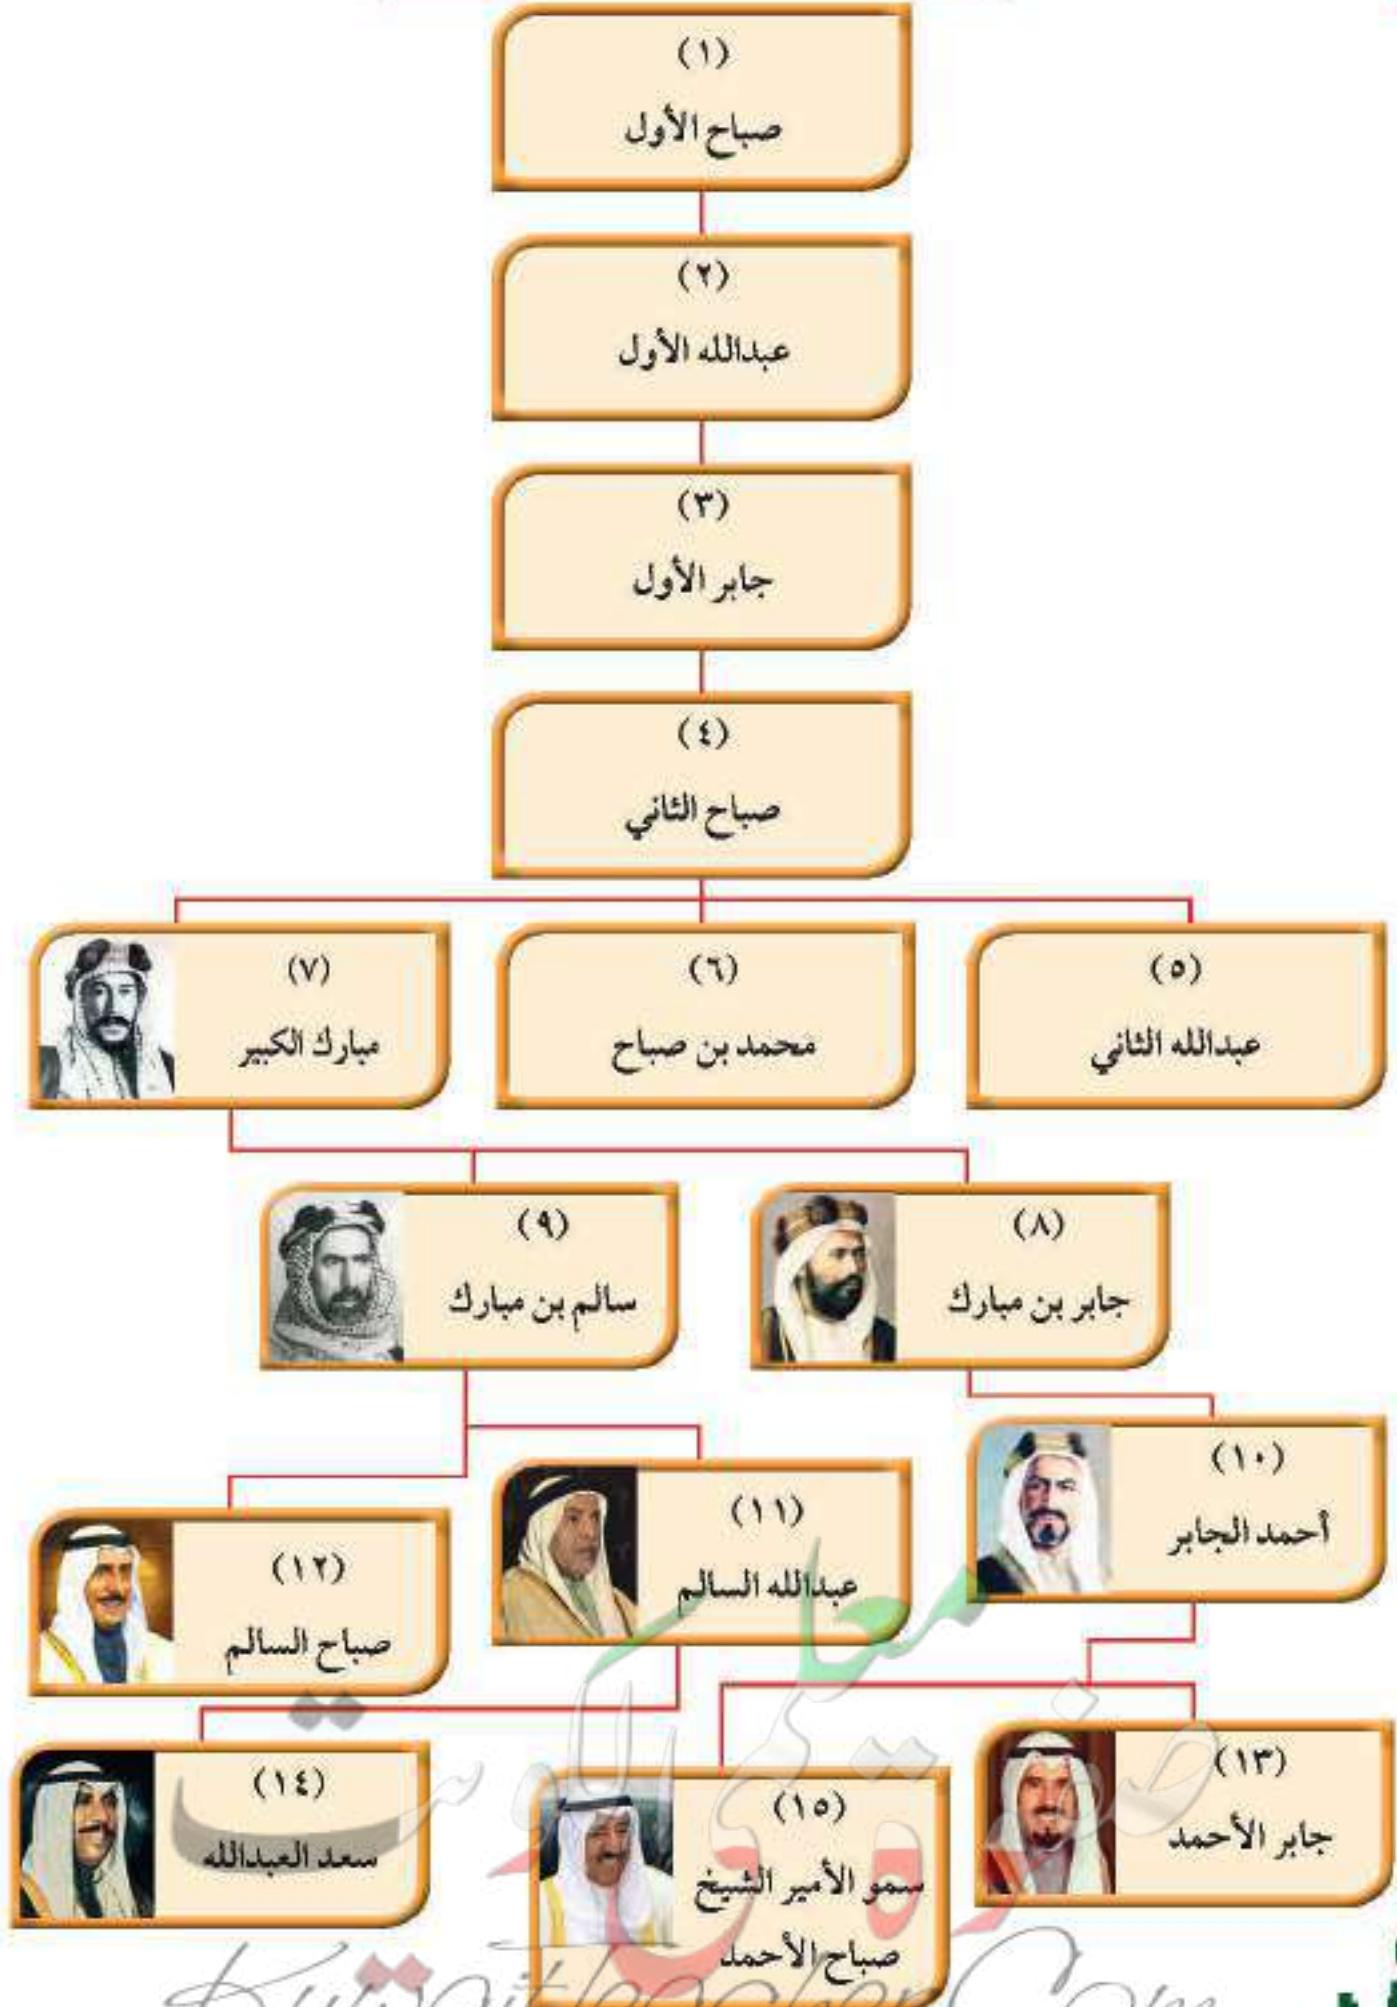 (١)
صباح الأول
(٢)
عبدالله الأول
(٣)
جابر الأول
(٤)
صباح الثاني
(٥)
عبدالله الثاني
(٦)
محمد بن صباح
(٧)
مبارك الكبير
(٨)
جابر بن مبارك
(٩)
سالم بن مبارك
(١٠)
أحمد الجابر
(١١)
عبدالله السالم
(١٢)
صباح السالم
(١٣)
جابر الأحمد
(١٤)
سعد العبدالله
(١٥)
سمو الأمير الشيخ
صباح الأحمد
KuwaitTeacher.Com